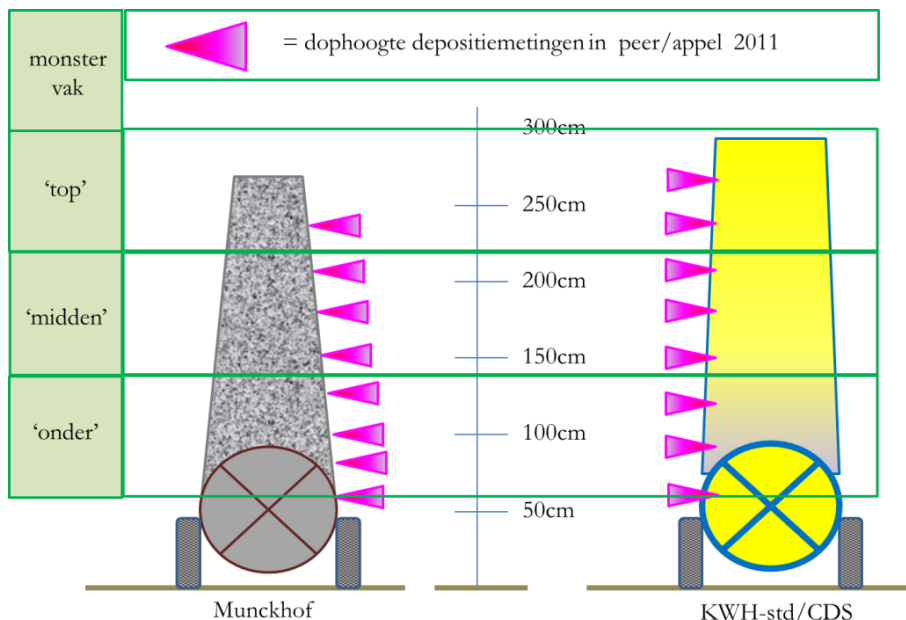 monster
vak
= dophoogte depositiemetingen in peer/appel 2011
300cm
'top'
250cm
200cm
'midden'
150cm
'onder'
100cm
50cm
Munckhof
KWH-std/CDS